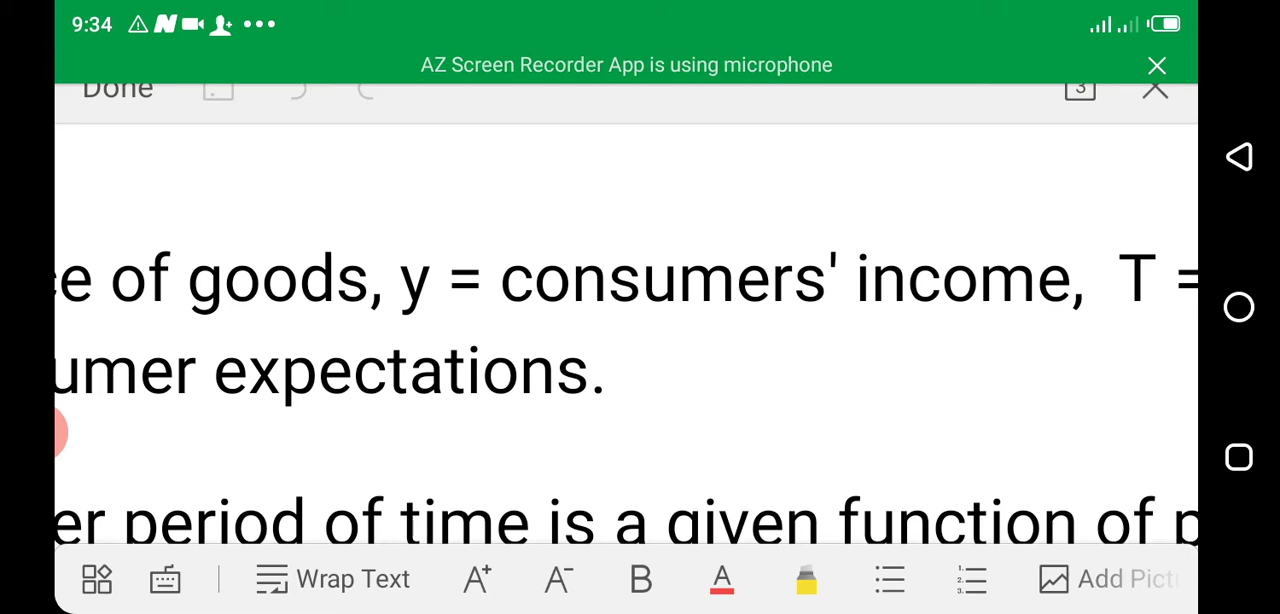 9:34
AZ Screen Recorder App is using microphone
Done 3
e of goods, y = consumers' income, T =
umer expectations.
er period of time is a given function of p
Wrap Text A+ A- B A Add Pict